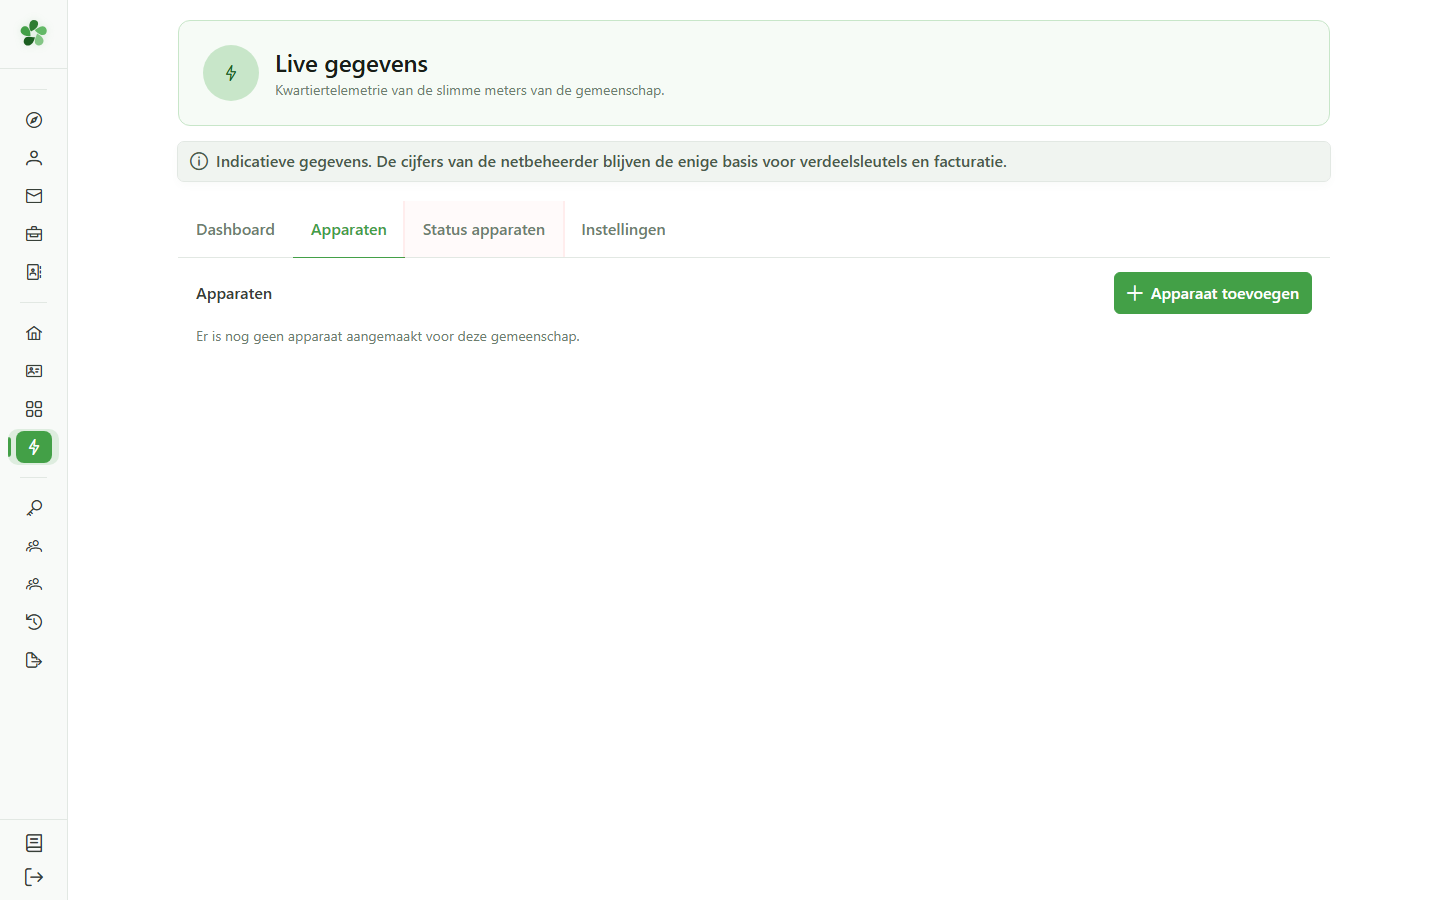 Live gegevens
Kwartiertelemetrie van de slimme meters van de gemeenschap.
Indicatieve gegevens. De cijfers van de netbeheerder blijven de enige basis voor verdeelsleutels en facturatie.
Dashboard Apparaten Status apparaten Instellingen
Apparaten
Apparaat toevoegen
Er is nog geen apparaat aangemaakt voor deze gemeenschap.